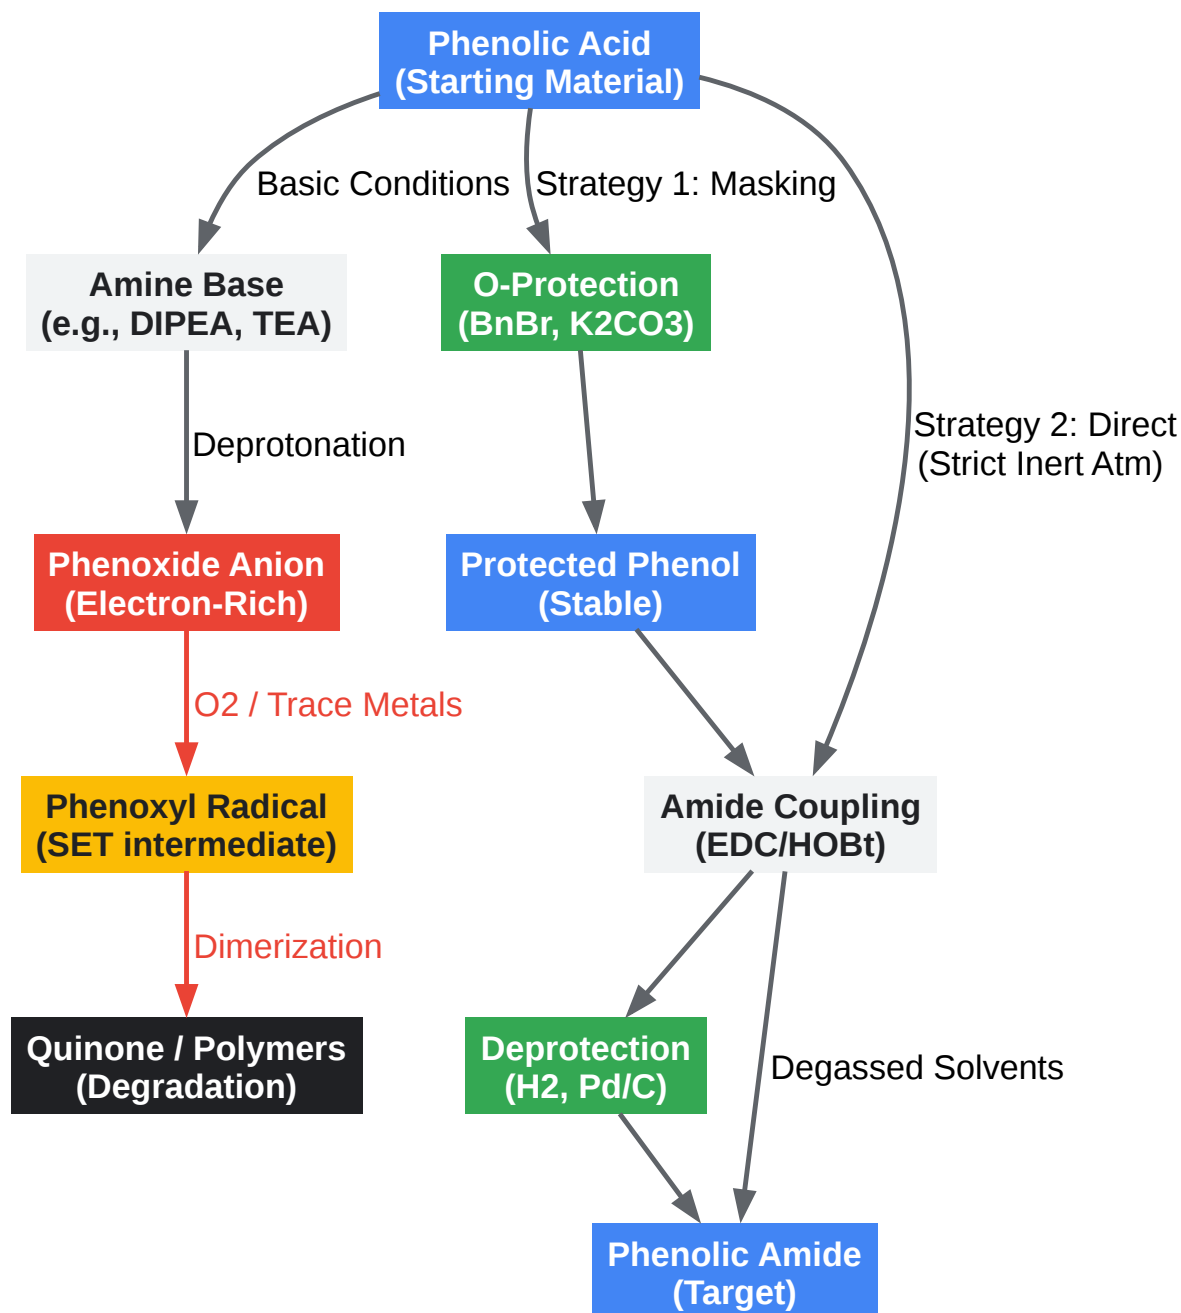 Phenolic Acid
(Starting Material)
Basic Conditions
Strategy 1: Masking
Amine Base
(e.g., DIPEA, TEA)
O-Protection
(BnBr, K2CO3)
Strategy 2: Direct
(Strict Inert Atm)
Deprotonation
Phenoxide Anion
(Electron-Rich)
Protected Phenol
(Stable)
O2 / Trace Metals
Phenoxyl Radical
(SET intermediate)
Amide Coupling
(EDC/HOBt)
Dimerization
Quinone / Polymers
(Degradation)
Deprotection
(H2, Pd/C)
Degassed Solvents
Phenolic Amide
(Target)